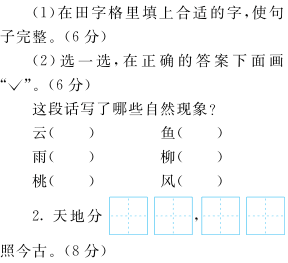 (1)在田字格里填上合适的字,使句
子完整。(6分)
(2)选一选,在正确的答案下面画
“✓”。(6分)
这段话写了哪些自然现象?
云(  )  鱼(  )
雨(  )  柳(  )
桃(  )  风(  )
2. 天地分  ,
照今古。(8分)